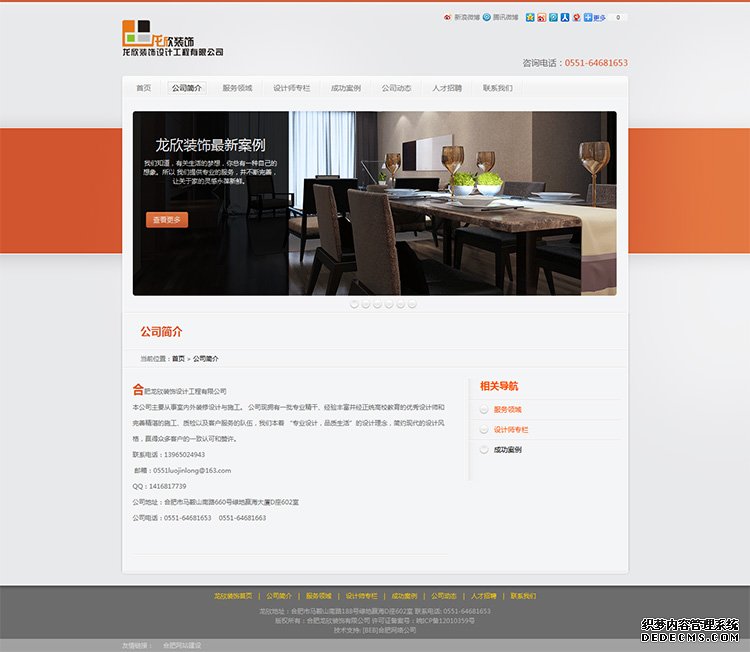 新浪微博 腾讯微博 更多 0
龙欣装饰
龙欣装饰设计工程有限公司
咨询电话：0551-64681653
首页 公司简介 服务领域 设计师专栏 成功案例 公司动态 人才招聘 联系我们
龙欣装饰最新案例
我们知道，有关生活的梦想，你总有一种自己的
想象。所以 我们提供专业的服务，并不断完善，
让关于家的灵感永葆新鲜。
查看更多
公司简介
当前位置：首页 > 公司简介
合肥龙欣装饰设计工程有限公司
本公司主要从事室内外装修设计与施工。 公司现拥有一批专业精干、经验丰富并经正统高校教育的优秀设计师和
完善精湛的施工、质检以及客户服务的队伍，我们本着 “专业设计，品质生活”的设计理念，简约现代的设计风
格，赢得众多客户的一致认可和赞许。
联系电话：13965024943
邮箱：0551luojinlong@163.com
QQ：1416817739
公司地址：合肥市马鞍山南路660号绿地瀛海大厦D座602室
公司电话：0551-64681653 0551-64681663
相关导航
服务领域
设计师专栏
成功案例
龙欣装饰首页 | 公司简介 | 服务领域 | 设计师专栏 | 成功案例 | 公司动态 | 人才招聘 | 联系我们
龙欣地址：合肥市马鞍山南路188号绿地瀛海D座602室 联系电话: 0551-64681653
版权所有：合肥龙欣装饰有限公司 许可证备案号：皖ICP备12010359号
技术支持: [BEB]合肥网络公司
友情链接： 合肥网站建设
织梦内容管理系统
DEDECMS.COM